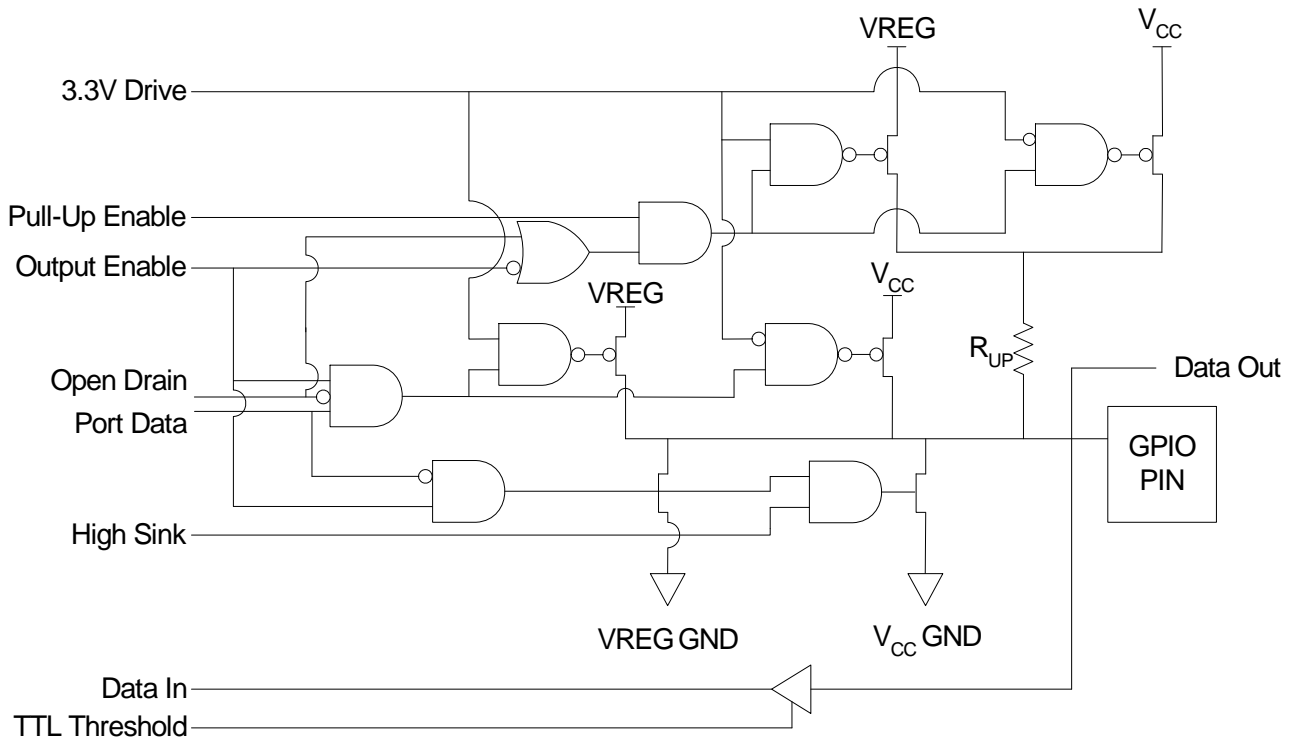 VREG
VCC
3.3V Drive
Pull-Up Enable
Output Enable
VREG
VCC
RUP
Open Drain
Port Data
Data Out
GPIO
PIN
High Sink
VREG GND
VCC GND
Data In
TTL Threshold